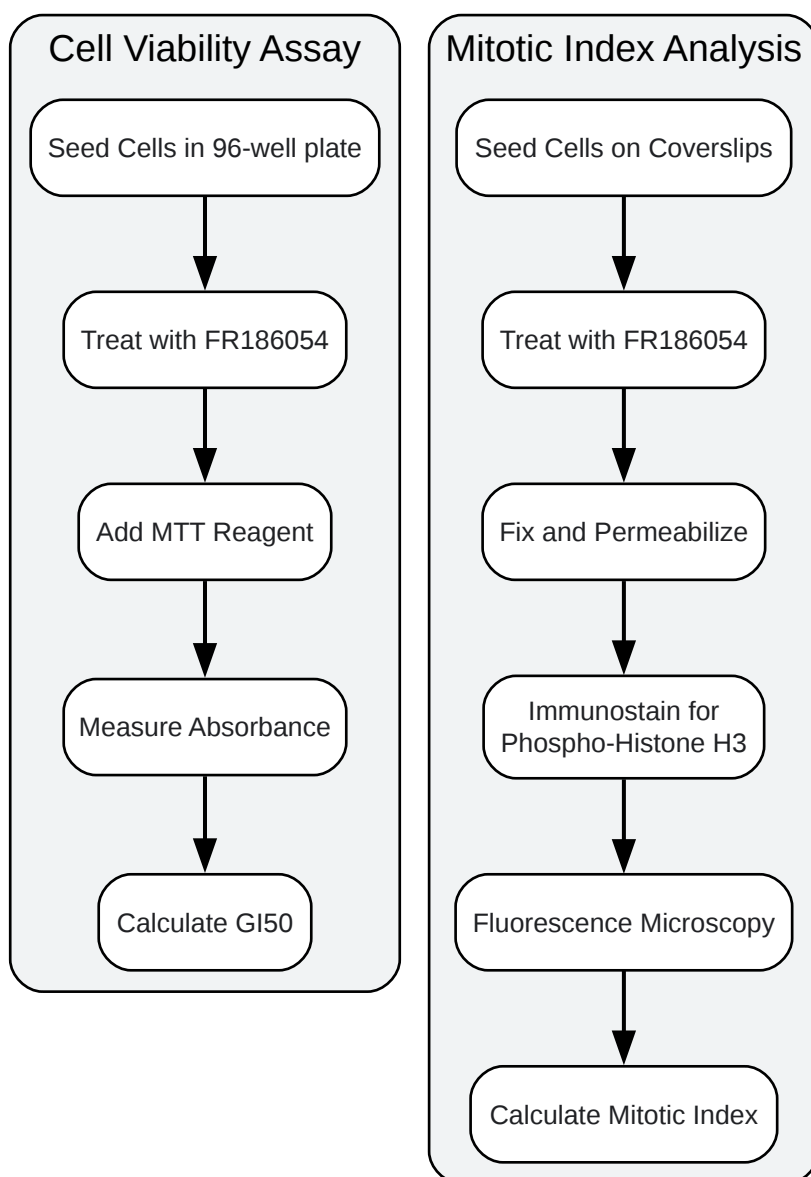 Cell Viability Assay
Seed Cells in 96-well plate
Treat with FR186054
Add MTT Reagent
Measure Absorbance
Calculate GI50
Mitotic Index Analysis
Seed Cells on Coverslips
Treat with FR186054
Fix and Permeabilize
Immunostain for
Phospho-Histone H3
Fluorescence Microscopy
Calculate Mitotic Index